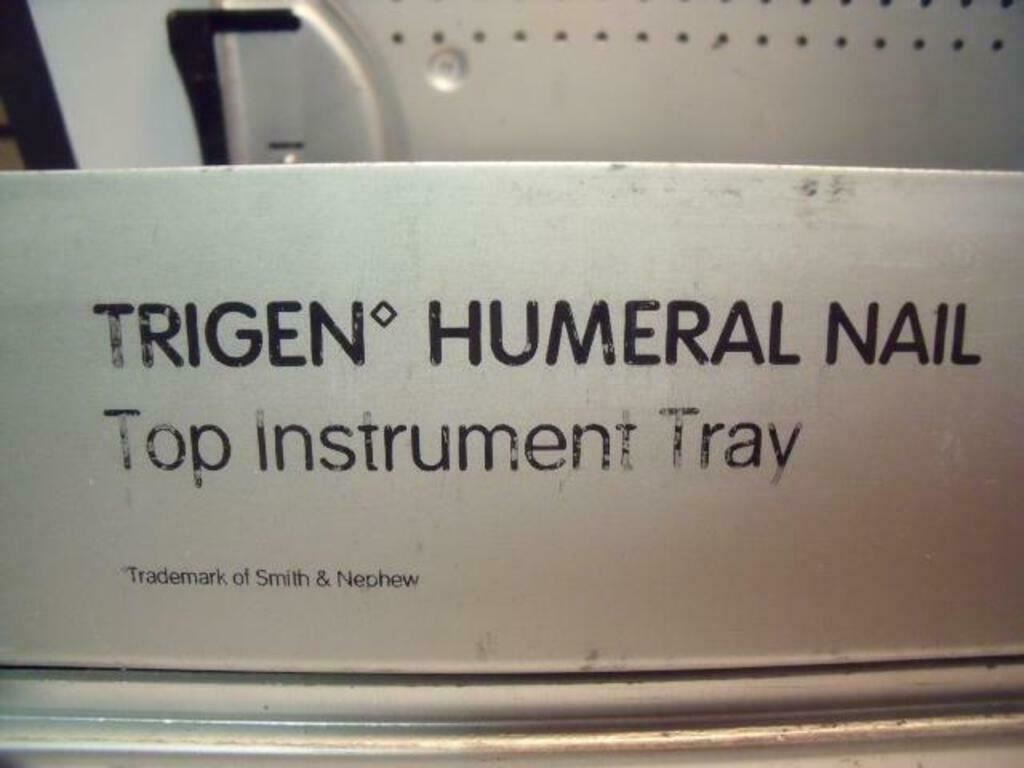 TRIGEN◊ HUMERAL NAIL
Top Instrument Tray
◊Trademark of Smith & Nephew